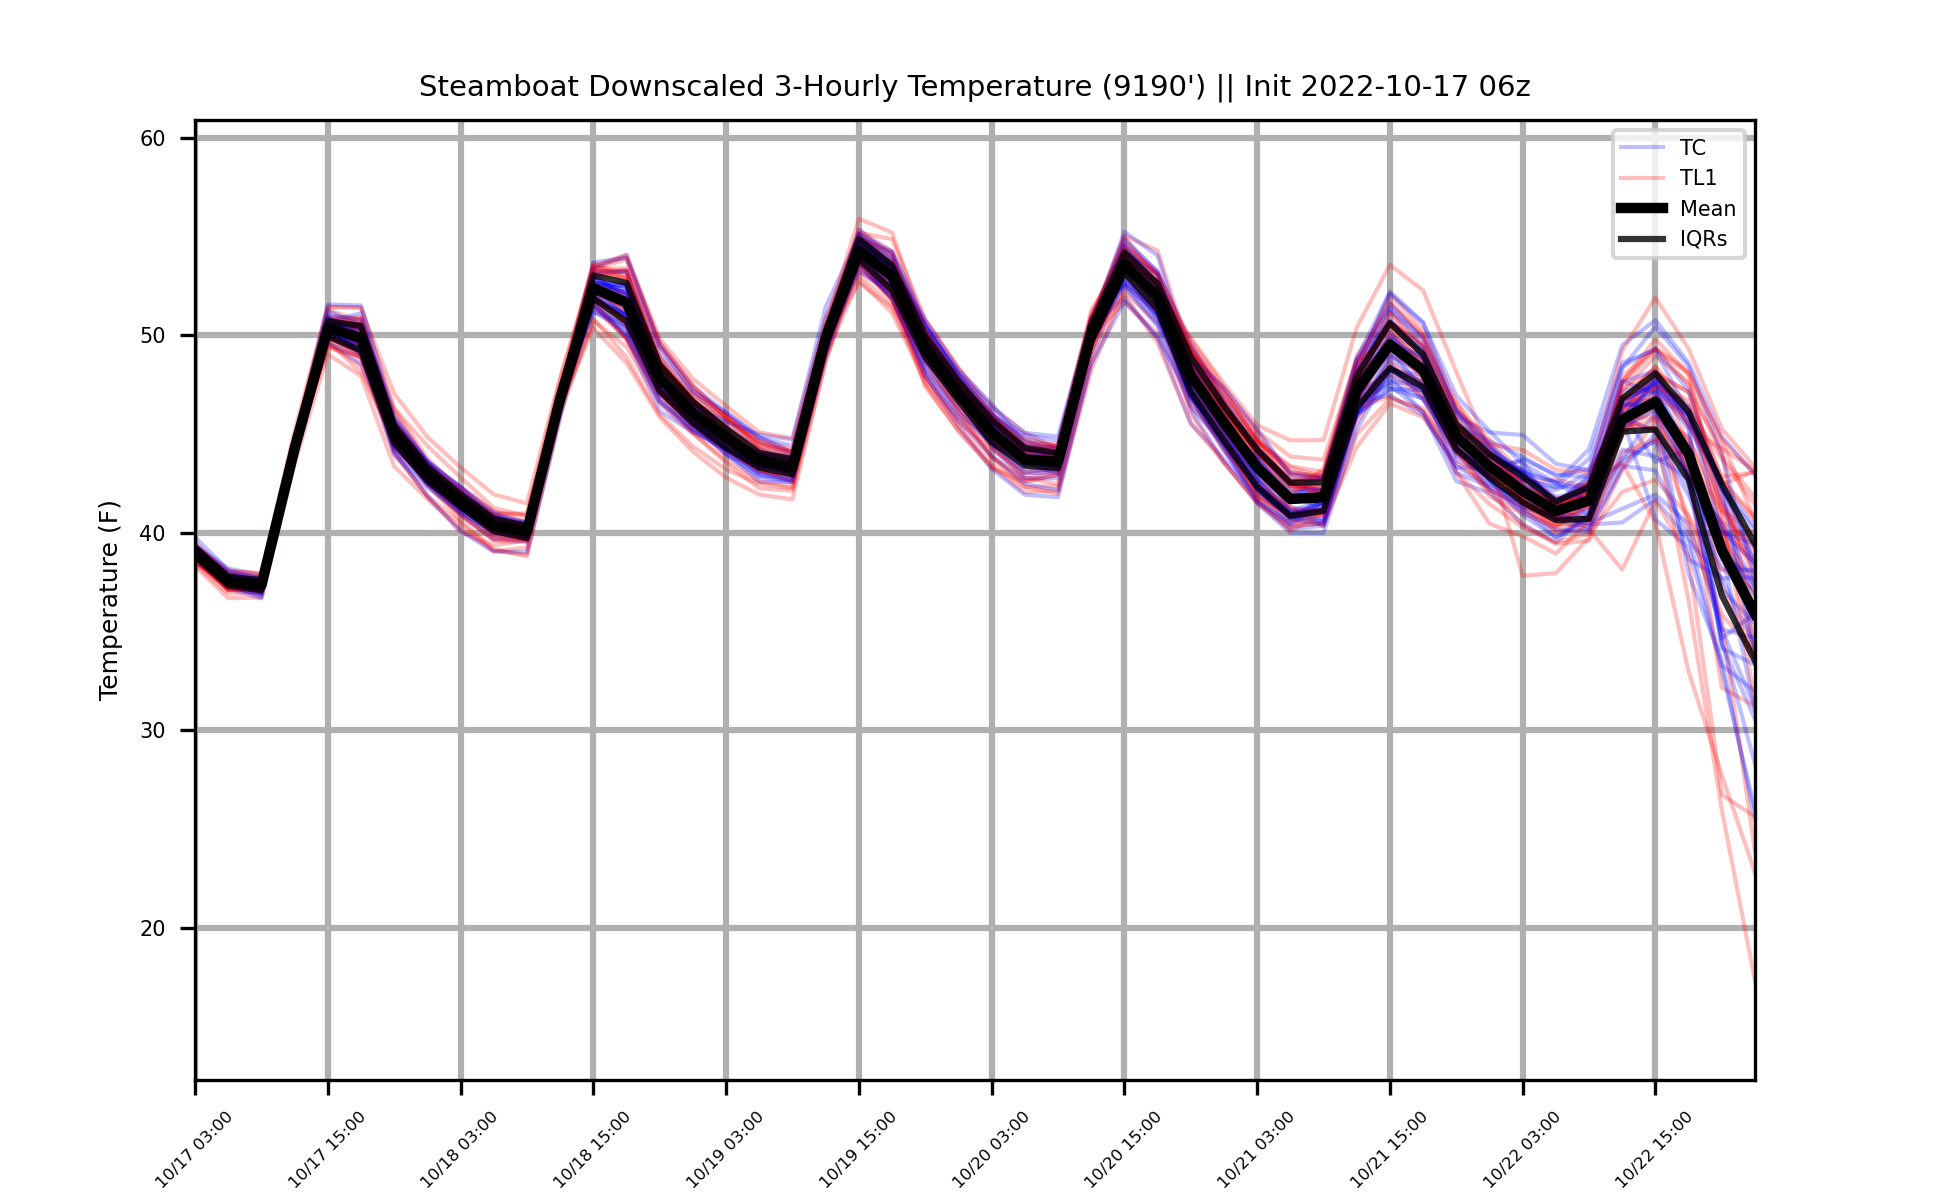 Steamboat Downscaled 3-Hourly Temperature (9190') || Init 2022-10-17 06z
TC
TL1
Mean
IQRs
Temperature (F)
60
50
40
30
20
10/17 03:00
10/17 15:00
10/18 03:00
10/18 15:00
10/19 03:00
10/19 15:00
10/20 03:00
10/20 15:00
10/21 03:00
10/21 15:00
10/22 03:00
10/22 15:00